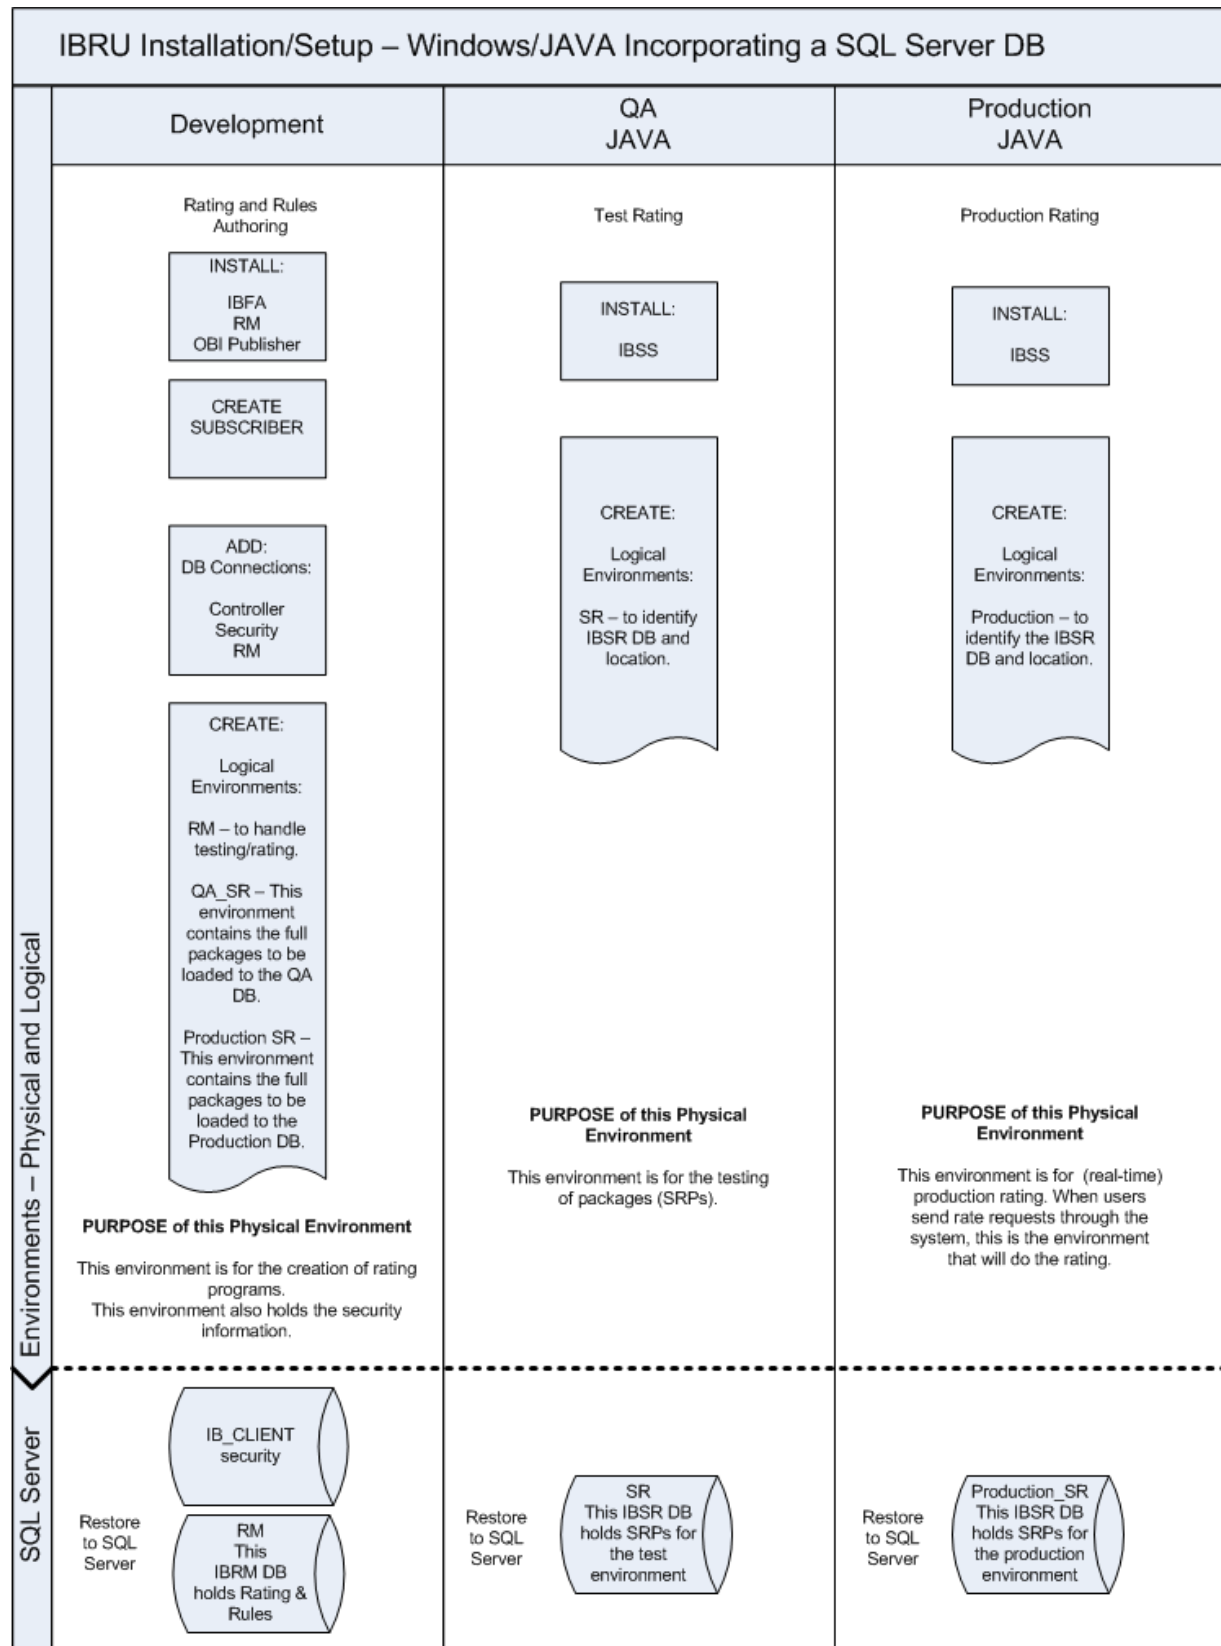 IBRU Installation/Setup – Windows/JAVA Incorporating a SQL Server DB
Development
QA
JAVA
Production
JAVA
Environments – Physical and Logical
Rating and Rules
Authoring
INSTALL:
IBFA
RM
OBI Publisher
CREATE
SUBSCRIBER
ADD:
DB Connections:
Controller
Security
RM
CREATE:
Logical
Environments:
RM – to handle
testing/rating.
QA_SR – This
environment
contains the full
packages to be
loaded to the QA
DB.
Production SR –
This environment
contains the full
packages to be
loaded to the
Production DB.
PURPOSE of this Physical Environment
This environment is for the creation of rating
programs.
This environment also holds the security
information.
Test Rating
INSTALL:
IBSS
CREATE:
Logical
Environments:
SR – to identify
IBSR DB and
location.
PURPOSE of this Physical
Environment
This environment is for the testing
of packages (SRPs).
Production Rating
INSTALL:
IBSS
CREATE:
Logical
Environments:
Production – to
identify the IBSR
DB and location.
PURPOSE of this Physical
Environment
This environment is for (real-time)
production rating. When users
send rate requests through the
system, this is the environment
that will do the rating.
SQL Server
Restore
to SQL
Server
IB_CLIENT
security
RM
This
IBRM DB
holds Rating &
Rules
Restore
to SQL
Server
SR
This IBSR DB
holds SRPs for
the test
environment
Restore
to SQL
Server
Production_SR
This IBSR DB
holds SRPs for
the production
environment